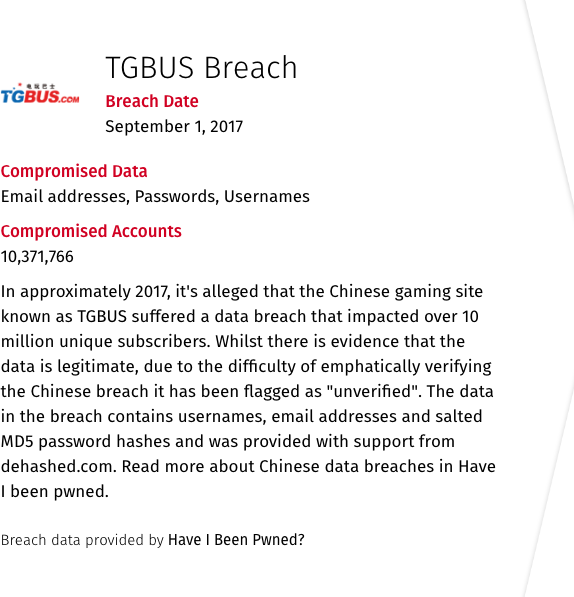 TGBUS Breach
电玩巴士
TGBUS.COM
Breach Date
September 1, 2017
Compromised Data
Email addresses, Passwords, Usernames
Compromised Accounts
10,371,766
In approximately 2017, it's alleged that the Chinese gaming site
known as TGBUS suffered a data breach that impacted over 10
million unique subscribers. Whilst there is evidence that the
data is legitimate, due to the difficulty of emphatically verifying
the Chinese breach it has been flagged as "unverified". The data
in the breach contains usernames, email addresses and salted
MD5 password hashes and was provided with support from
dehashed.com. Read more about Chinese data breaches in Have
I been pwned.
Breach data provided by Have I Been Pwned?